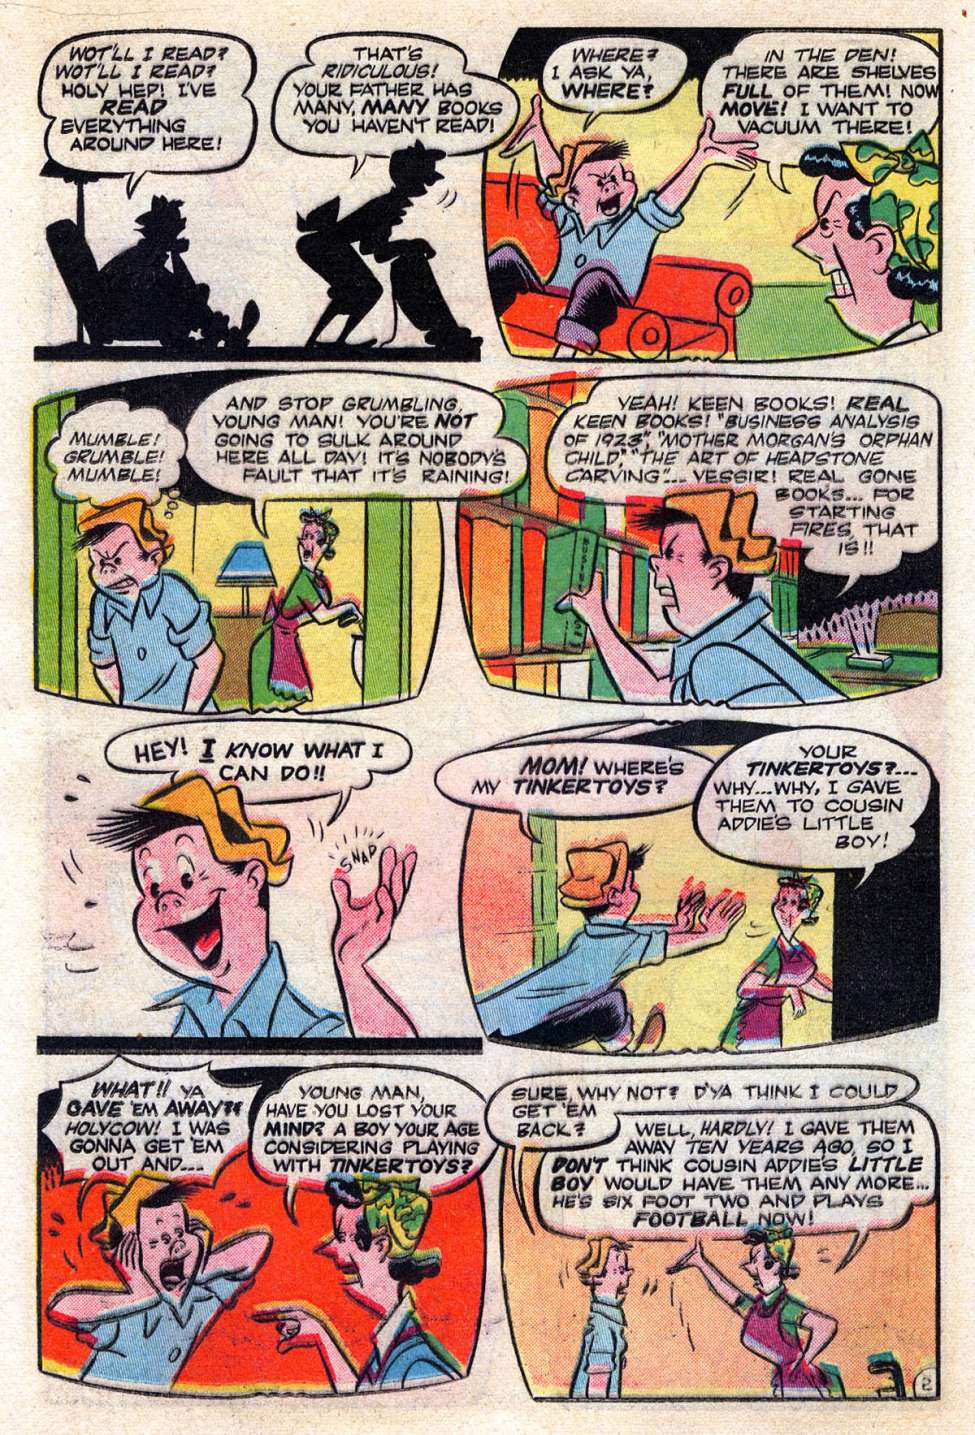 WOT'LL I READ?
WOT'LL I READ?
HOLY HEP! I'VE
READ
EVERYTHING
AROUND HERE!
THAT'S
RIDICULOUS!
YOUR FATHER HAS
MANY, MANY BOOKS
YOU HAVEN'T READ!
WHERE?
I ASK YA,
WHERE?
IN THE DEN!
THERE ARE SHELVES
FULL OF THEM! NOW
MOVE! I WANT TO
VACUUM THERE!
MUMBLE!
GRUMBLE!
MUMBLE!
AND STOP GRUMBLING,
YOUNG MAN! YOU'RE NOT
GOING TO SULK AROUND
HERE ALL DAY! IT'S NOBODY'S
FAULT THAT IT'S RAINING!
YEAH! KEEN BOOKS! REAL
KEEN BOOKS! "BUSINESS ANALYSIS
OF 1923", "MOTHER MORGAN'S ORPHAN
CHILD," "THE ART OF HEADSTONE
CARVING"... YESSIR! REAL GONE
BOOKS... FOR
STARTING
FIRES, THAT
IS!!
HEY! I KNOW WHAT I
CAN DO!!
SNAP
MOM! WHERE'S
MY TINKERTOYS?
YOUR
TINKERTOYS?...
WHY...WHY, I GAVE
THEM TO COUSIN
ADDIE'S LITTLE
BOY!
WHAT!! YA
GAVE 'EM AWAY??
HOLYCOW! I WAS
GONNA GET 'EM
OUT AND...
YOUNG MAN,
HAVE YOU LOST YOUR
MIND? A BOY YOUR AGE
CONSIDERING PLAYING
WITH TINKERTOYS?
SURE, WHY NOT? D'YA THINK I COULD
GET 'EM
BACK?
WELL, HARDLY! I GAVE THEM
AWAY TEN YEARS AGO, SO I
DON'T THINK COUSIN ADDIE'S LITTLE
BOY WOULD HAVE THEM ANY MORE...
HE'S SIX FOOT TWO AND PLAYS
FOOTBALL NOW!
2